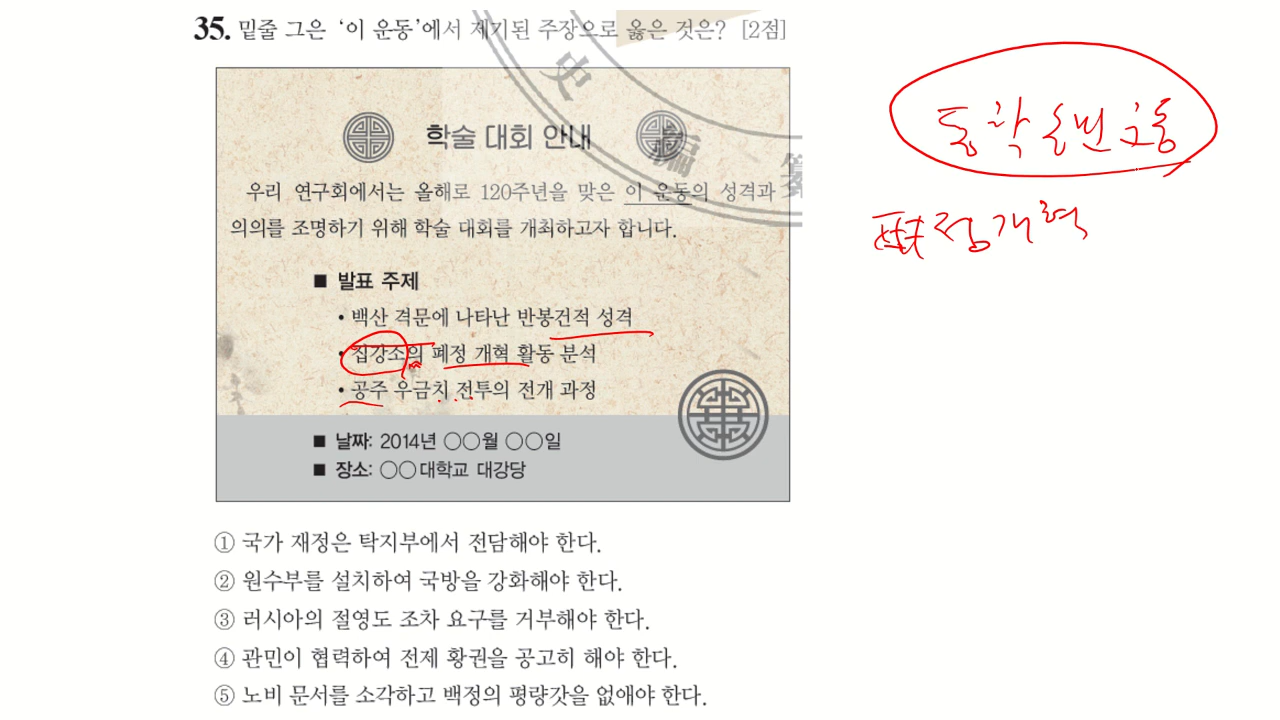 35. 밑줄 그은 ‘이 운동’에서 제기된 주장으로 옳은 것은? [2점]
史
編
纂
학술 대회 안내
우리 연구회에서는 올해로 120주년을 맞은 이 운동의 성격과
의의를 조명하기 위해 학술 대회를 개최하고자 합니다.
■ 발표 주제
• 백산 격문에 나타난 반봉건적 성격
• 집강소의 폐정 개혁 활동 분석
• 공주 우금치 전투의 전개 과정
■ 날짜: 2014년 ○○월 ○○일
■ 장소: ○○대학교 대강당
① 국가 재정은 탁지부에서 전담해야 한다.
② 원수부를 설치하여 국방을 강화해야 한다.
③ 러시아의 절영도 조차 요구를 거부해야 한다.
④ 관민이 협력하여 전제 황권을 공고히 해야 한다.
⑤ 노비 문서를 소각하고 백정의 평량갓을 없애야 한다.
동학농민운동
폐정개혁